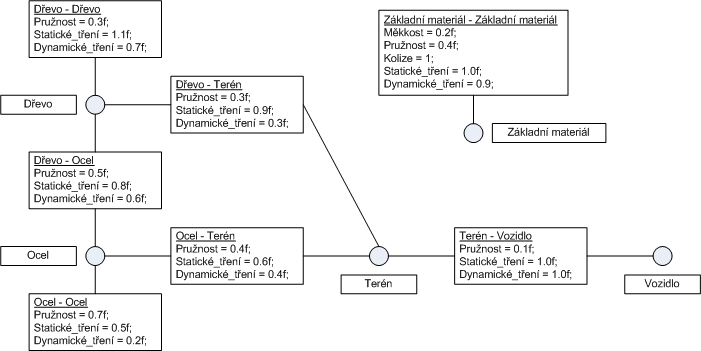 Dřevo - Dřevo
Pružnost = 0.3f;
Statické_tření = 1.1f;
Dynamické_tření = 0.7f;
Základní materiál - Základní materiál
Měkkost = 0.2f;
Pružnost = 0.4f;
Kolize = 1;
Statické_tření = 1.0f;
Dynamické_tření = 0.9;
Dřevo
Dřevo - Terén
Pružnost = 0.3f;
Statické_tření = 0.9f;
Dynamické_tření = 0.3f;
Základní materiál
Dřevo - Ocel
Pružnost = 0.5f;
Statické_tření = 0.8f;
Dynamické_tření = 0.6f;
Ocel
Ocel - Terén
Pružnost = 0.4f;
Statické_tření = 0.6f;
Dynamické_tření = 0.4f;
Terén
Terén - Vozidlo
Pružnost = 0.1f;
Statické_tření = 1.0f;
Dynamické_tření = 1.0f;
Vozidlo
Ocel - Ocel
Pružnost = 0.7f;
Statické_tření = 0.5f;
Dynamické_tření = 0.2f;